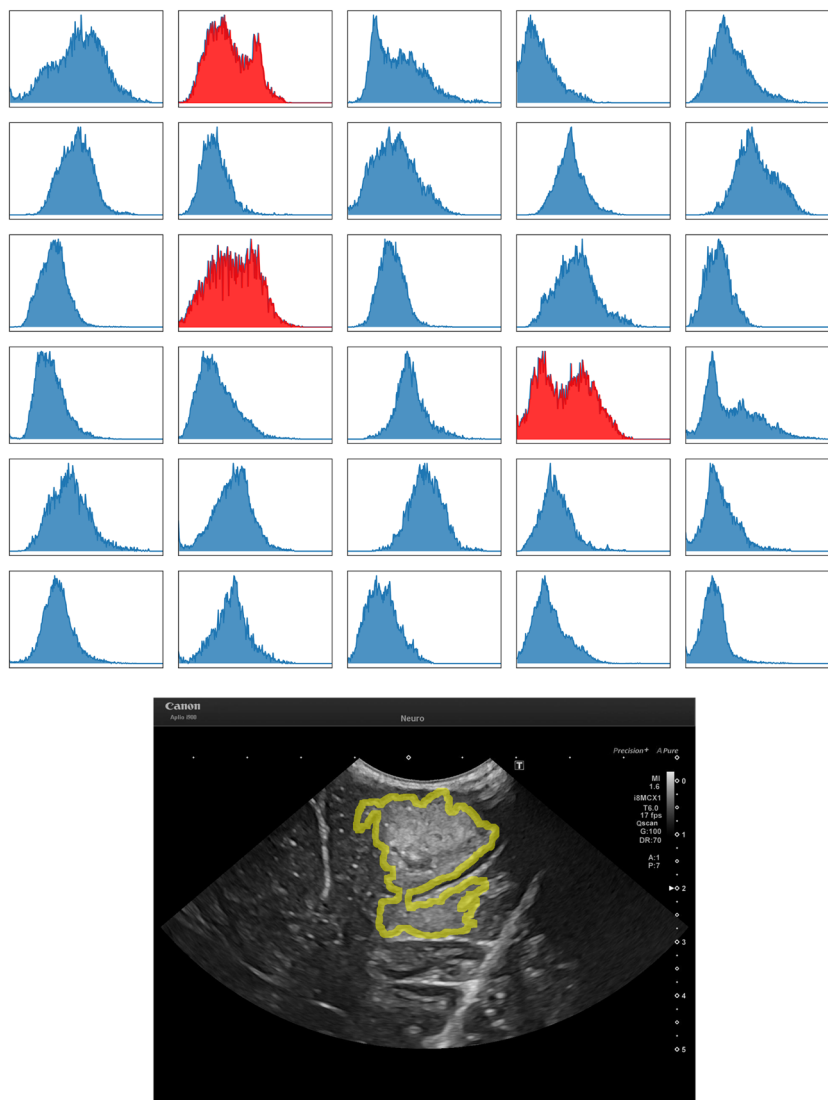 Canon
Aplio i900
Neuro
Precision+ A Pure
T
MI
1.6
i8MCX1
T6.0
17 fps
Qscan
G:100
DR:70
A:1
P:7
0
1
2
3
4
5